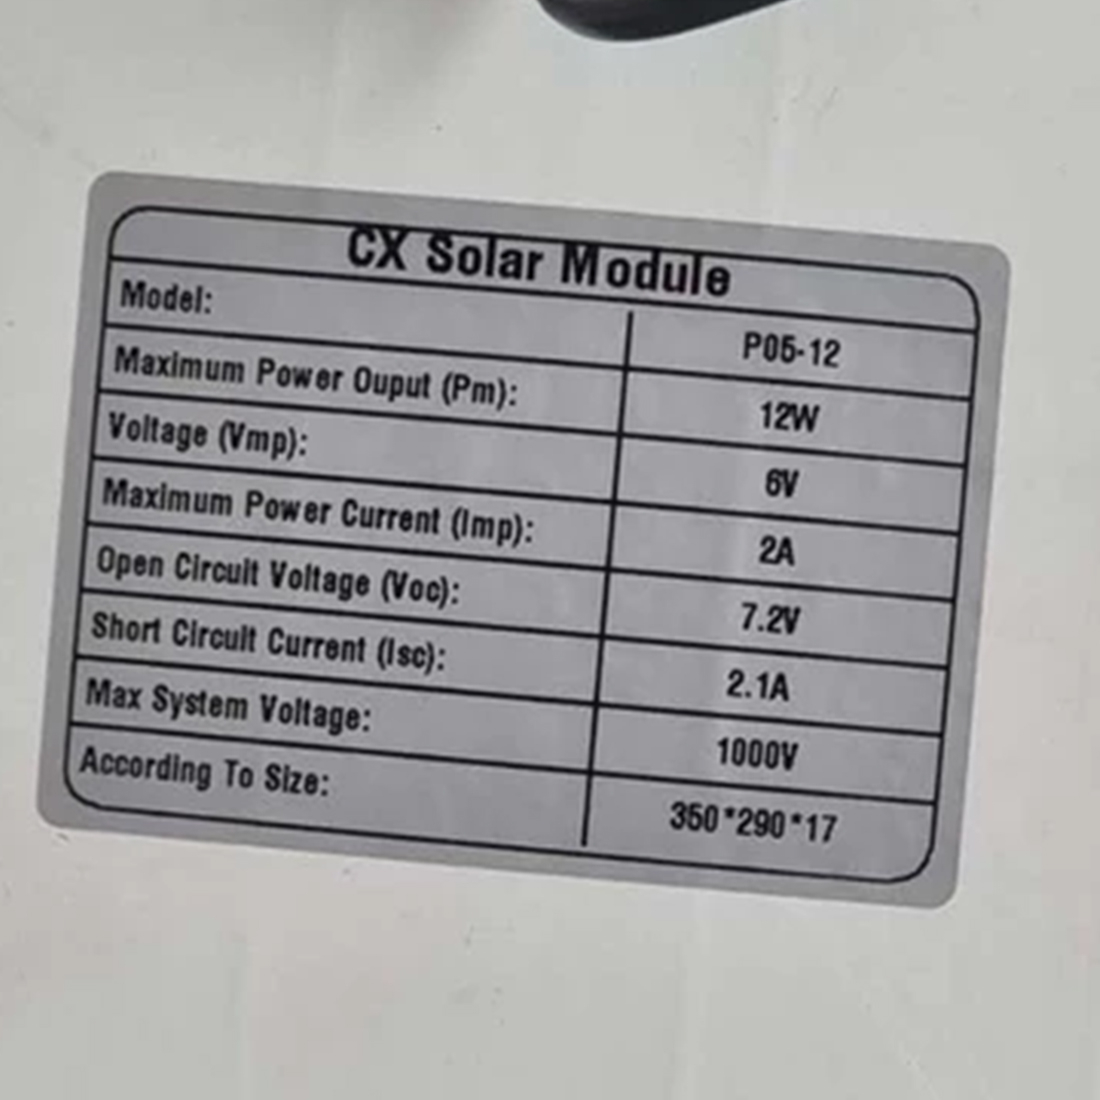 CX Solar Module
Model: P05-12
Maximum Power Ouput (Pm): 12W
Voltage (Vmp): 6V
Maximum Power Current (Imp): 2A
Open Circuit Voltage (Voc): 7.2V
Short Circuit Current (Isc): 2.1A
Max System Voltage: 1000V
According To Size: 350*290*17